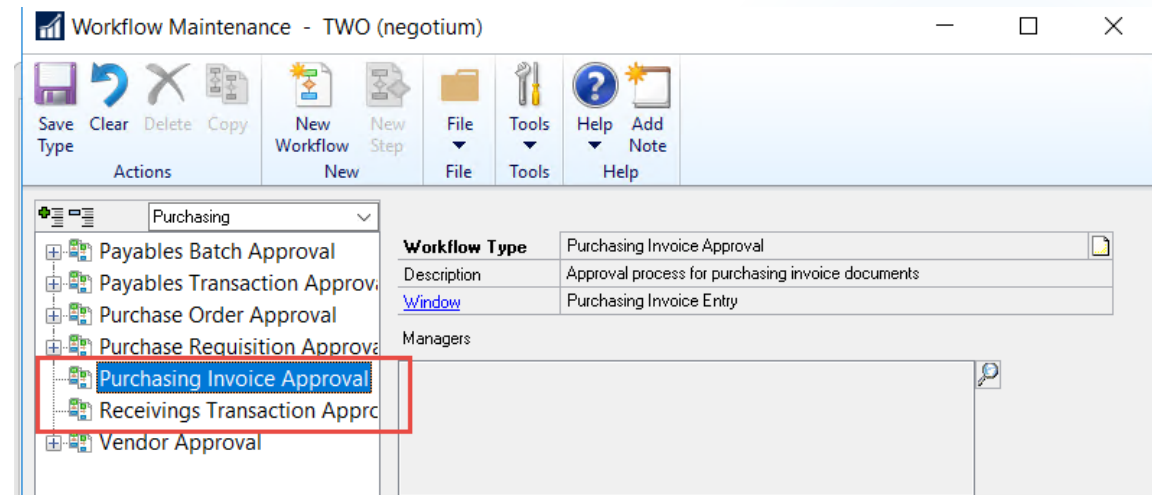 Workflow Maintenance - TWO (negotium)
Save Type Clear Delete Copy New Workflow New Step File Tools Help Add Note
Actions New File Tools Help
Purchasing
Payables Batch Approval
Payables Transaction Approv
Purchase Order Approval
Purchase Requisition Approva
Purchasing Invoice Approval
Receivings Transaction Appro
Vendor Approval
Workflow Type Purchasing Invoice Approval
Description Approval process for purchasing invoice documents
Window Purchasing Invoice Entry
Managers